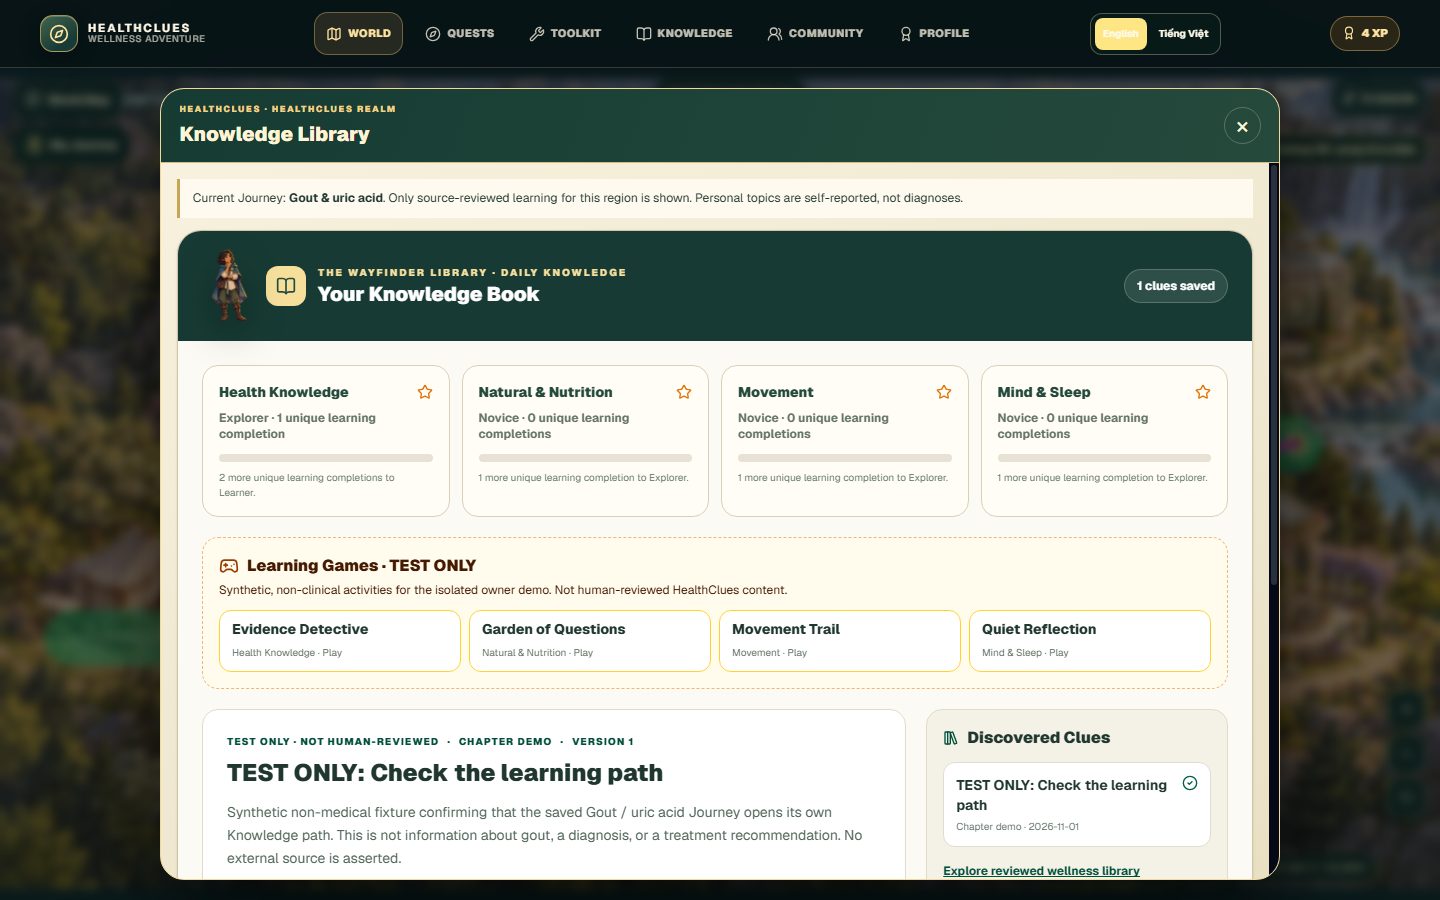 HEALTHCLUES
WELLNESS ADVENTURE
WORLD
QUESTS
TOOLKIT
KNOWLEDGE
COMMUNITY
PROFILE
English
Tiếng Việt
4 XP
HEALTHCLUES · HEALTHCLUES REALM
Knowledge Library
Current Journey: Gout & uric acid. Only source-reviewed learning for this region is shown. Personal topics are self-reported, not diagnoses.
THE WAYFINDER LIBRARY · DAILY KNOWLEDGE
Your Knowledge Book
1 clues saved
Health Knowledge
Explorer · 1 unique learning
completion
2 more unique learning completions to
Learner.
Natural & Nutrition
Novice · 0 unique learning
completions
1 more unique learning completion to Explorer.
Movement
Novice · 0 unique learning
completions
1 more unique learning completion to Explorer.
Mind & Sleep
Novice · 0 unique learning
completions
1 more unique learning completion to Explorer.
Learning Games · TEST ONLY
Synthetic, non-clinical activities for the isolated owner demo. Not human-reviewed HealthClues content.
Evidence Detective
Health Knowledge · Play
Garden of Questions
Natural & Nutrition · Play
Movement Trail
Movement · Play
Quiet Reflection
Mind & Sleep · Play
TEST ONLY · NOT HUMAN-REVIEWED · CHAPTER DEMO · VERSION 1
TEST ONLY: Check the learning path
Synthetic non-medical fixture confirming that the saved Gout / uric acid Journey opens its own
Knowledge path. This is not information about gout, a diagnosis, or a treatment recommendation. No
external source is asserted.
Discovered Clues
TEST ONLY: Check the learning
path
Chapter demo · 2026-11-01
Explore reviewed wellness library